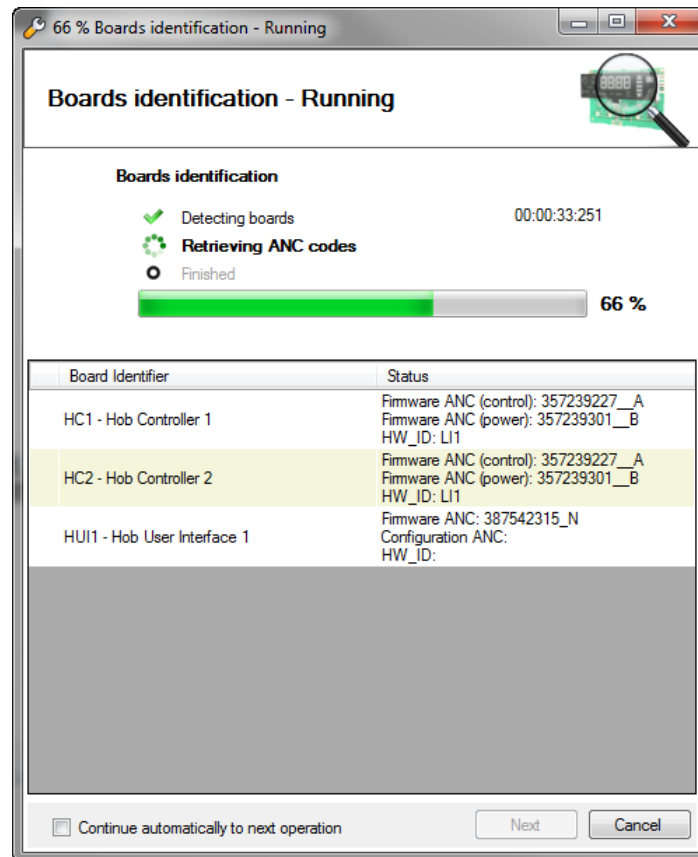 66 % Boards identification - Running
Boards identification - Running
Boards identification
Detecting boards 00:00:33:251
Retrieving ANC codes
Finished
66 %
Board Identifier Status
HC1 - Hob Controller 1
Firmware ANC (control): 357239227__A
Firmware ANC (power): 357239301__B
HW_ID: LI1
HC2 - Hob Controller 2
Firmware ANC (control): 357239227__A
Firmware ANC (power): 357239301__B
HW_ID: LI1
HUI1 - Hob User Interface 1
Firmware ANC: 387542315_N
Configuration ANC:
HW_ID:
Continue automatically to next operation
Next
Cancel